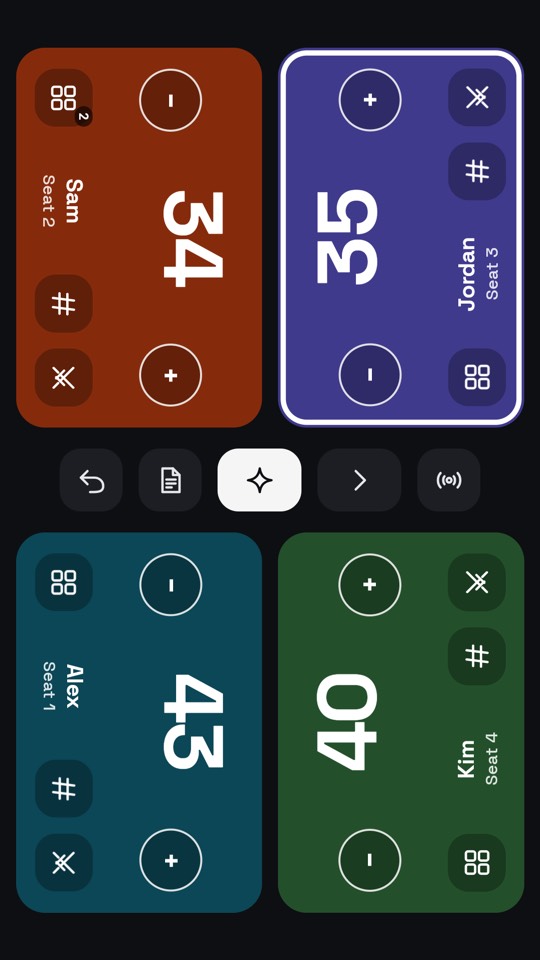 2
Sam
Seat 2
−
34
+
+
35
−
Jordan
Seat 3
Alex
Seat 1
−
43
+
+
40
−
Kim
Seat 4